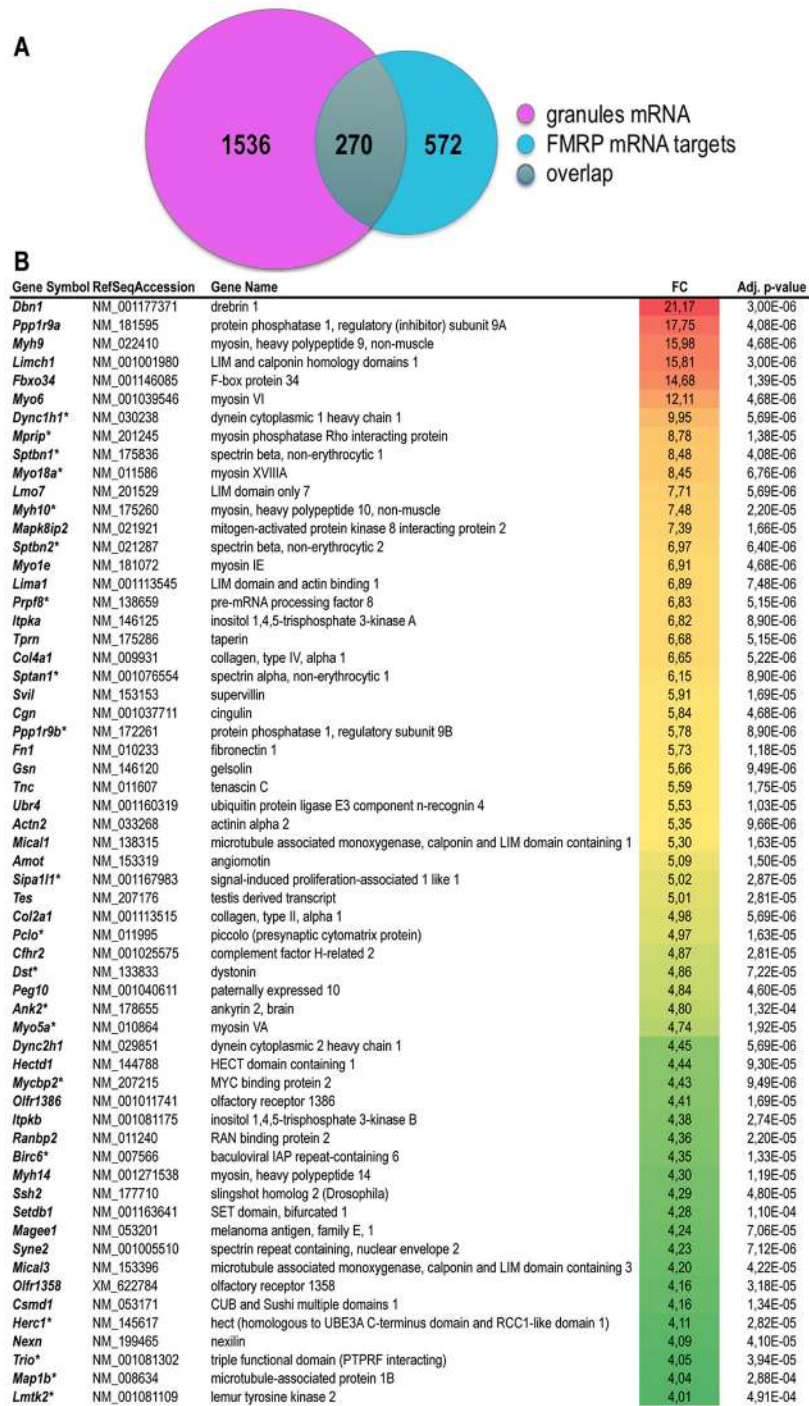 A
1536 270 572
granules mRNA
FMRP mRNA targets
overlap
B
Gene Symbol RefSeqAccession Gene Name FC Adj. p-value
Dbn1 NM_001177371 drebrin 1 21,17 3,00E-06
Ppp1r9a NM_181595 protein phosphatase 1, regulatory (inhibitor) subunit 9A 17,75 4,08E-06
Myh9 NM_022410 myosin, heavy polypeptide 9, non-muscle 15,98 4,68E-06
Limch1 NM_001001980 LIM and calponin homology domains 1 15,81 3,00E-06
Fbxo34 NM_001146085 F-box protein 34 14,68 1,39E-05
Myo6 NM_001039546 myosin VI 12,11 4,68E-06
Dync1h1* NM_030238 dynein cytoplasmic 1 heavy chain 1 9,95 5,69E-06
Mprip* NM_201245 myosin phosphatase Rho interacting protein 8,78 1,38E-05
Sptbn1* NM_175836 spectrin beta, non-erythrocytic 1 8,48 4,08E-06
Myo18a* NM_011586 myosin XVIIIA 8,45 6,76E-06
Lmo7 NM_201529 LIM domain only 7 7,71 5,69E-06
Myh10* NM_175260 myosin, heavy polypeptide 10, non-muscle 7,48 2,20E-05
Mapk8ip2 NM_021921 mitogen-activated protein kinase 8 interacting protein 2 7,39 1,66E-05
Sptbn2* NM_021287 spectrin beta, non-erythrocytic 2 6,97 6,40E-06
Myo1e NM_181072 myosin IE 6,91 4,68E-06
Lima1 NM_001113545 LIM domain and actin binding 1 6,89 7,48E-06
Prpf8* NM_138659 pre-mRNA processing factor 8 6,83 5,15E-06
Itpka NM_146125 inositol 1,4,5-trisphosphate 3-kinase A 6,82 8,90E-06
Tprn NM_175286 taperin 6,68 5,15E-06
Col4a1 NM_009931 collagen, type IV, alpha 1 6,65 5,22E-06
Sptan1* NM_001076554 spectrin alpha, non-erythrocytic 1 6,15 8,90E-06
Svil NM_153153 supervillin 5,91 1,69E-05
Cgn NM_001037711 cingulin 5,84 4,68E-06
Ppp1r9b* NM_172261 protein phosphatase 1, regulatory subunit 9B 5,78 8,90E-06
Fn1 NM_010233 fibronectin 1 5,73 1,18E-05
Gsn NM_146120 gelsolin 5,66 9,49E-06
Tnc NM_011607 tenascin C 5,59 1,75E-05
Ubr4 NM_001160319 ubiquitin protein ligase E3 component n-recognin 4 5,53 1,03E-05
Actn2 NM_033268 actinin alpha 2 5,35 9,66E-06
Mical1 NM_138315 microtubule associated monoxygenase, calponin and LIM domain containing 1 5,30 1,63E-05
Amot NM_153319 angiomotin 5,09 1,50E-05
Sipa1l1* NM_001167983 signal-induced proliferation-associated 1 like 1 5,02 2,87E-05
Tes NM_207176 testis derived transcript 5,01 2,81E-05
Col2a1 NM_001113515 collagen, type II, alpha 1 4,98 5,69E-06
Pclo* NM_011995 piccolo (presynaptic cytomatrix protein) 4,97 1,63E-05
Cfhr2 NM_001025575 complement factor H-related 2 4,87 2,81E-05
Dst* NM_133833 dystonin 4,86 7,22E-05
Peg10 NM_001040611 paternally expressed 10 4,84 4,60E-05
Ank2* NM_178655 ankyrin 2, brain 4,80 1,32E-04
Myo5a* NM_010864 myosin VA 4,74 1,92E-05
Dync2h1 NM_029851 dynein cytoplasmic 2 heavy chain 1 4,45 5,69E-06
Hectd1 NM_144788 HECT domain containing 1 4,44 9,30E-05
Mycbp2* NM_207215 MYC binding protein 2 4,43 9,49E-06
Olfr1386 NM_001011741 olfactory receptor 1386 4,41 1,69E-05
Itpkb NM_001081175 inositol 1,4,5-trisphosphate 3-kinase B 4,38 2,74E-05
Ranbp2 NM_011240 RAN binding protein 2 4,36 2,20E-05
Birc6* NM_007566 baculoviral IAP repeat-containing 6 4,35 1,33E-05
Myh14 NM_001271538 myosin, heavy polypeptide 14 4,30 1,19E-05
Ssh2 NM_177710 slingshot homolog 2 (Drosophila) 4,29 4,80E-05
Setdb1 NM_001163641 SET domain, bifurcated 1 4,28 1,10E-04
Magee1 NM_053201 melanoma antigen, family E, 1 4,24 7,06E-05
Syne2 NM_001005510 spectrin repeat containing, nuclear envelope 2 4,23 7,12E-06
Mical3 NM_153396 microtubule associated monoxygenase, calponin and LIM domain containing 3 4,20 4,22E-05
Olfr1358 XM_622784 olfactory receptor 1358 4,16 3,18E-05
Csmd1 NM_053171 CUB and Sushi multiple domains 1 4,16 1,34E-05
Herc1* NM_145617 hect (homologous to UBE3A C-terminus domain and RCC1-like domain 1) 4,11 2,82E-05
Nexn NM_199465 nexilin 4,09 4,10E-05
Trio* NM_001081302 triple functional domain (PTPRF interacting) 4,05 3,94E-05
Map1b* NM_008634 microtubule-associated protein 1B 4,04 2,88E-04
Lmtk2* NM_001081109 lemur tyrosine kinase 2 4,01 4,91E-04